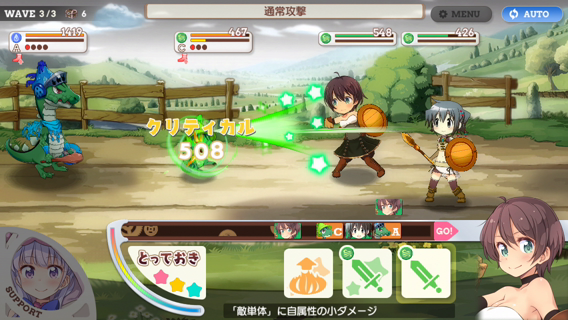 WAVE 3/3 6
通常攻撃
MENU
AUTO
1419
467
548
426
A
C
クリティカル
508
C
A
GO!
とっておき
「敵単体」に自属性の小ダメージ
SUPPORT